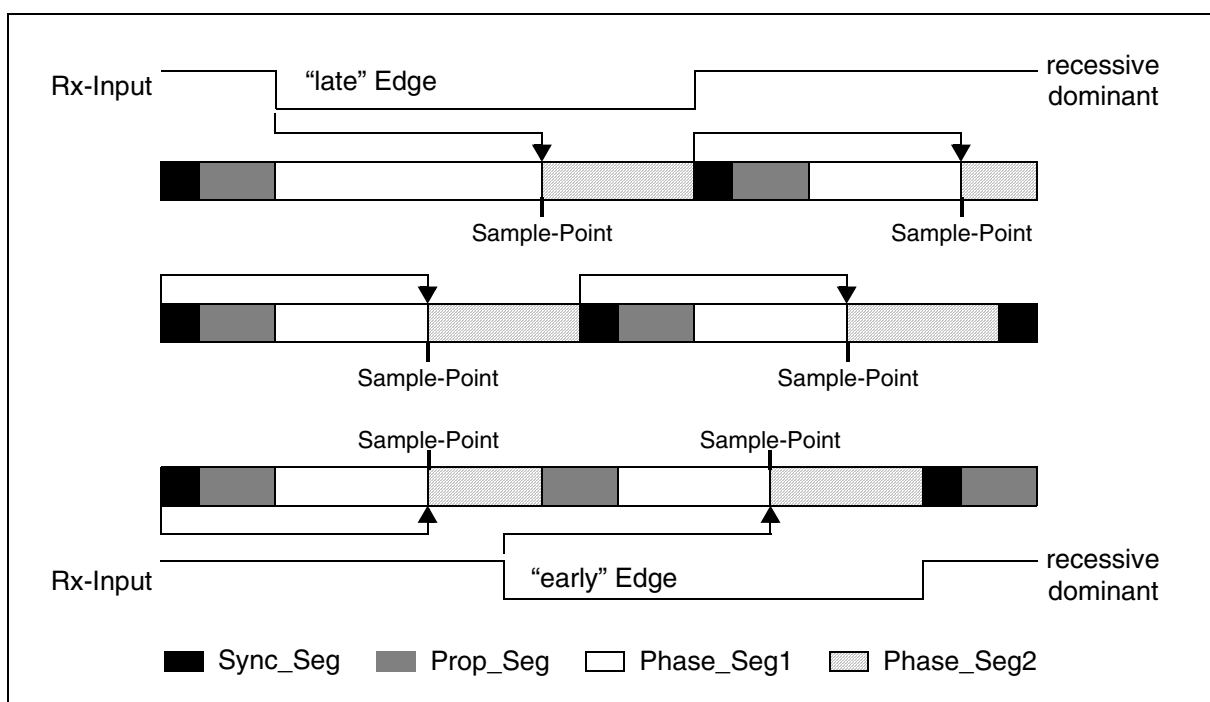 Rx-Input
“late” Edge
recessive
dominant
Sample-Point
Sample-Point
Sample-Point
Sample-Point
Sample-Point
Sample-Point
Rx-Input
“early” Edge
recessive
dominant
Sync_Seg
Prop_Seg
Phase_Seg1
Phase_Seg2